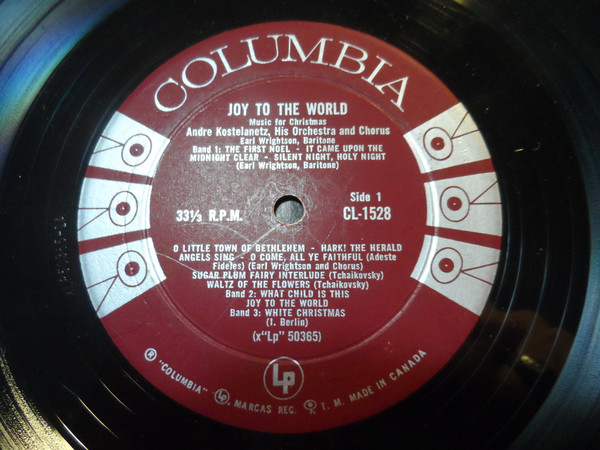 COLUMBIA
JOY TO THE WORLD
Music for Christmas
Andre Kostelanetz, His Orchestra and Chorus
Earl Wrightson, Baritone
Band 1: THE FIRST NOEL - IT CAME UPON THE
MIDNIGHT CLEAR - SILENT NIGHT, HOLY NIGHT
(Earl Wrightson, Baritone)
Side 1
33⅓ R.P.M.
CL-1528
O LITTLE TOWN OF BETHLEHEM - HARK! THE HERALD
ANGELS SING - O COME, ALL YE FAITHFUL (Adeste
Fideles) (Earl Wrightson and Chorus)
SUGAR PLUM FAIRY INTERLUDE (Tchaikovsky)
WALTZ OF THE FLOWERS (Tchaikovsky)
Band 2: WHAT CHILD IS THIS
JOY TO THE WORLD
Band 3: WHITE CHRISTMAS
(I. Berlin)
(x"Lp" 50365)
Lp
® "COLUMBIA" Lp, MARCAS REG. T. M. MADE IN CANADA